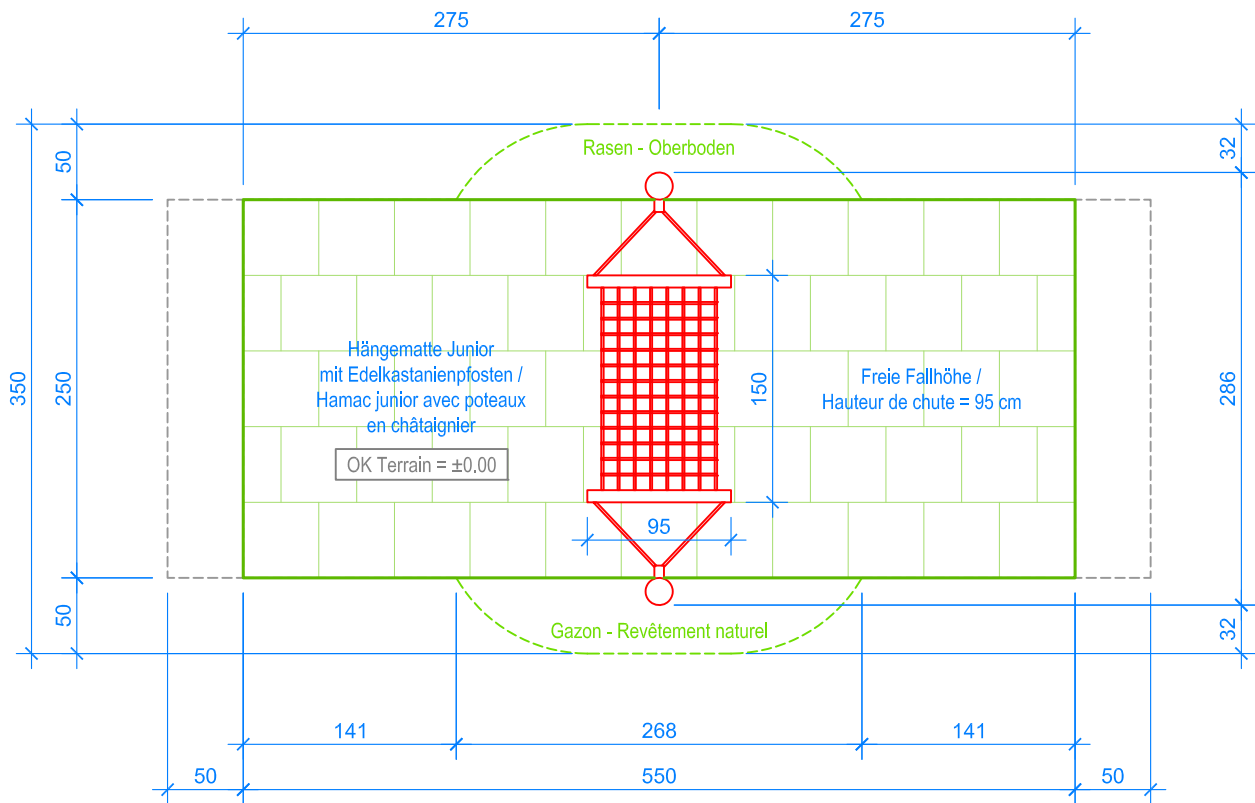 275
275
50
32
Rasen - Oberboden
350
250
150
286
Hängematte Junior
mit Edelkastanienpfosten /
Hamac junior avec poteaux
en châtaignier
OK Terrain = ±0.00
Freie Fallhöhe /
Hauteur de chute = 95 cm
95
50
32
Gazon - Revêtement naturel
141
268
141
50
550
50